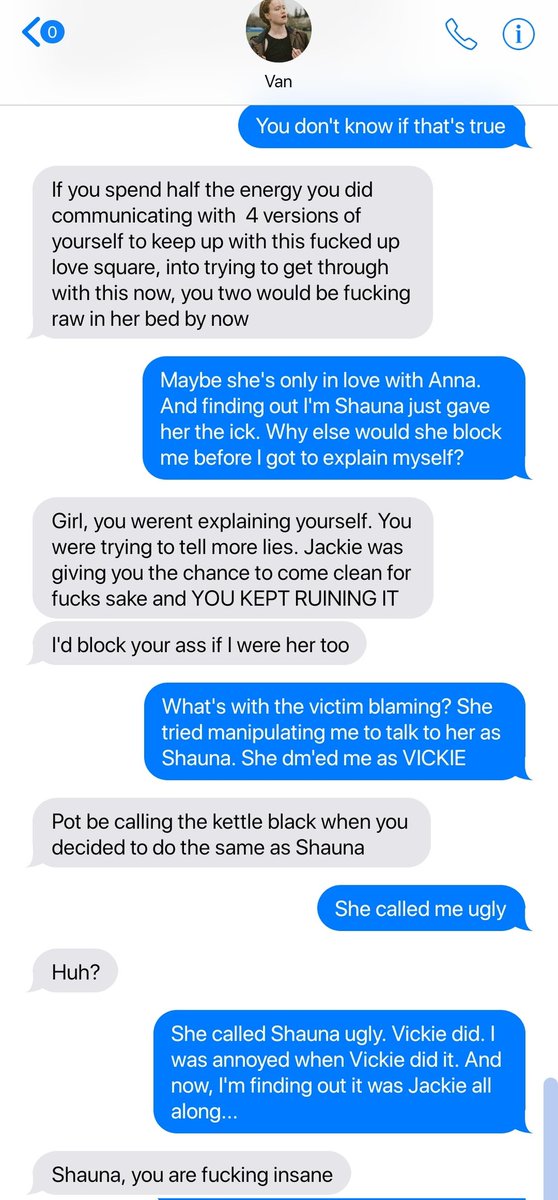 0
Van
You don't know if that's true
If you spend half the energy you did
communicating with 4 versions of
yourself to keep up with this fucked up
love square, into trying to get through
with this now, you two would be fucking
raw in her bed by now
Maybe she's only in love with Anna.
And finding out I'm Shauna just gave
her the ick. Why else would she block
me before I got to explain myself?
Girl, you werent explaining yourself. You
were trying to tell more lies. Jackie was
giving you the chance to come clean for
fucks sake and YOU KEPT RUINING IT
I'd block your ass if I were her too
What's with the victim blaming? She
tried manipulating me to talk to her as
Shauna. She dm'ed me as VICKIE
Pot be calling the kettle black when you
decided to do the same as Shauna
She called me ugly
Huh?
She called Shauna ugly. Vickie did. I
was annoyed when Vickie did it. And
now, I'm finding out it was Jackie all
along...
Shauna, you are fucking insane